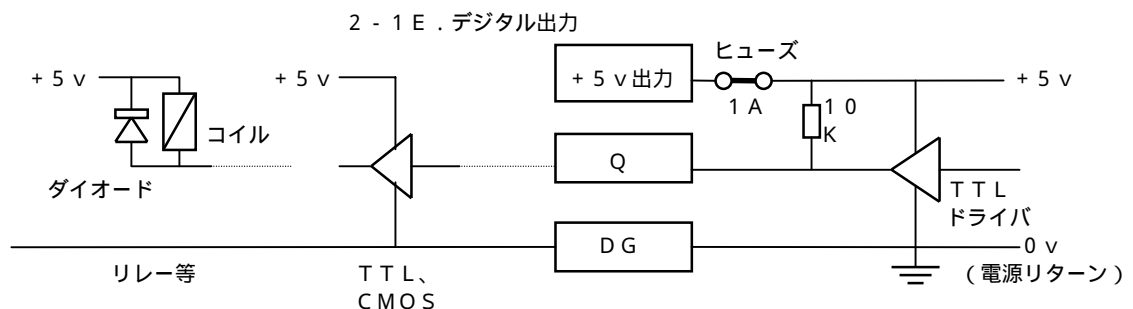 2-1E.デジタル出力
ヒューズ
+5v
+5v
+5v出力
+5v
1A
10
K
コイル
Q
ダイオード
TTL
ドライバ
DG
0v
リレー等
TTL、
CMOS
(電源リターン)